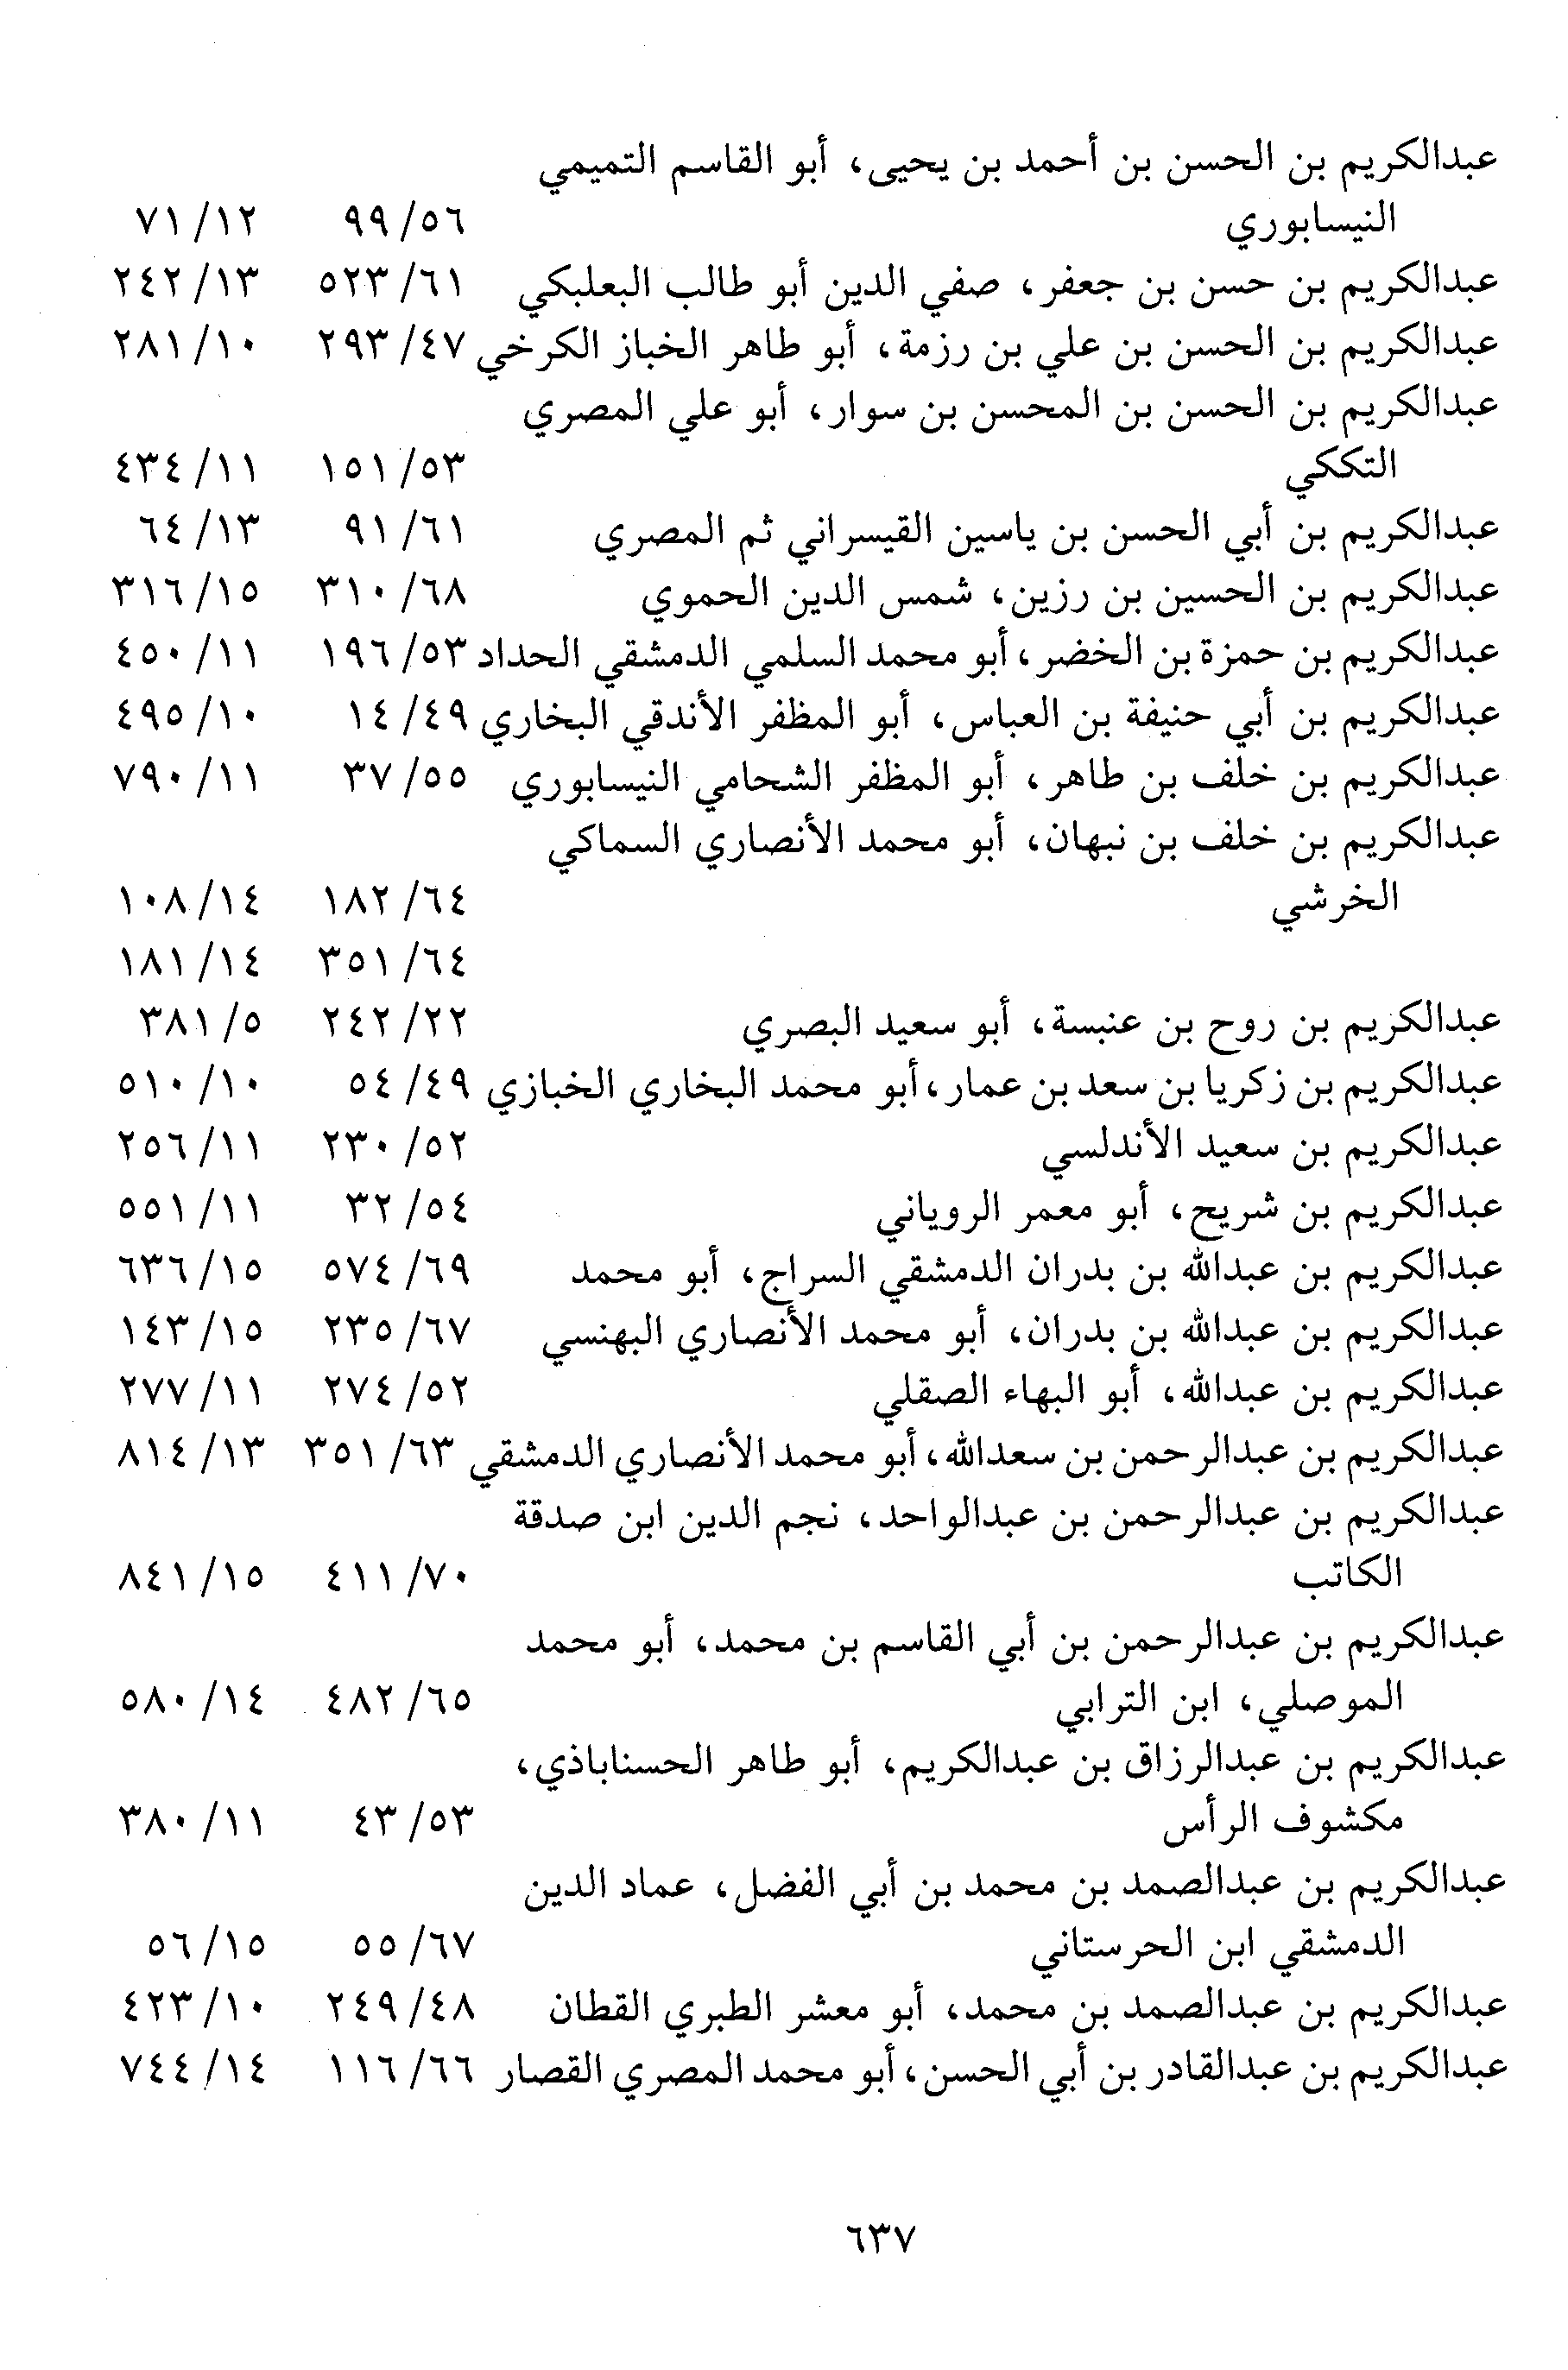 عبدالكريم بن الحسن بن أحمد بن يحيى، أبو القاسم التميمي
النيسابوري ٥٦/ ٩٩ ١٢/ ٧١
عبدالكريم بن حسن بن جعفر، صفي الدين أبو طالب البعلبكي ٦١/ ٥٢٣ ١٣/ ٢٤٢
عبدالكريم بن الحسن بن علي بن رزمة، أبو طاهر الخباز الكرخي ٤٧/ ٢٩٣ ١٠/ ٢٨١
عبدالكريم بن الحسن بن المحسن بن سوار، أبو علي المصري
التككي ٥٣/ ١٥١ ١١/ ٤٣٤
عبدالكريم بن أبي الحسن بن ياسين القيسراني ثم المصري ٦١/ ٩١ ١٣/ ٦٤
عبدالكريم بن الحسين بن رزين، شمس الدين الحموي ٦٨/ ٣١٠ ١٥/ ٣١٦
عبدالكريم بن حمزة بن الخضر، أبو محمد السلمي الدمشقي الحداد ٥٣/ ١٩٦ ١١/ ٤٥٠
عبدالكريم بن أبي حنيفة بن العباس، أبو المظفر الأندقي البخاري ٤٩/ ١٤ ١٠/ ٤٩٥
عبدالكريم بن خلف بن طاهر، أبو المظفر الشحامي النيسابوري ٥٥/ ٣٧ ١١/ ٧٩٠
عبدالكريم بن خلف بن نبهان، أبو محمد الأنصاري السماكي
الخرشي ٦٤/ ١٨٢ ١٤/ ١٠٨
٦٤/ ٣٥١ ١٤/ ١٨١
عبدالكريم بن روح بن عنبسة، أبو سعيد البصري ٢٢/ ٢٤٢ ٥/ ٣٨١
عبدالكريم بن زكريا بن سعد بن عمار، أبو محمد البخاري الخبازي ٤٩/ ٥٤ ١٠/ ٥١٠
عبدالكريم بن سعيد الأندلسي ٥٢/ ٢٣٠ ١١/ ٢٥٦
عبدالكريم بن شريح، أبو معمر الروياني ٥٤/ ٣٢ ١١/ ٥٥١
عبدالكريم بن عبدالله بن بدران الدمشقي السراج، أبو محمد ٦٩/ ٥٧٤ ١٥/ ٦٣٦
عبدالكريم بن عبدالله بن بدران، أبو محمد الأنصاري البهنسي ٦٧/ ٢٣٥ ١٥/ ١٤٣
عبدالكريم بن عبدالله، أبو البهاء الصقلي ٥٢/ ٢٧٤ ١١/ ٢٧٧
عبدالكريم بن عبدالرحمن بن سعدالله، أبو محمد الأنصاري الدمشقي ٦٣/ ٣٥١ ١٣/ ٨١٤
عبدالكريم بن عبدالرحمن بن عبدالواحد، نجم الدين ابن صدقة
الكاتب ٧٠/ ٤١١ ١٥/ ٨٤١
عبدالكريم بن عبدالرحمن بن أبي القاسم بن محمد، أبو محمد
الموصلي، ابن الترابي ٦٥/ ٤٨٢ ١٤/ ٥٨٠
عبدالكريم بن عبدالرزاق بن عبدالكريم، أبو طاهر الحسناباذي،
مكشوف الرأس ٥٣/ ٤٣ ١١/ ٣٨٠
عبدالكريم بن عبدالصمد بن محمد بن أبي الفضل، عماد الدين
الدمشقي ابن الحرستاني ٦٧/ ٥٥ ١٥/ ٥٦
عبدالكريم بن عبدالصمد بن محمد، أبو معشر الطبري القطان ٤٨/ ٢٤٩ ١٠/ ٤٢٣
عبدالكريم بن عبدالقادر بن أبي الحسن، أبو محمد المصري القصار ٦٦/ ١١٦ ١٤/ ٧٤٤
٦٣٧